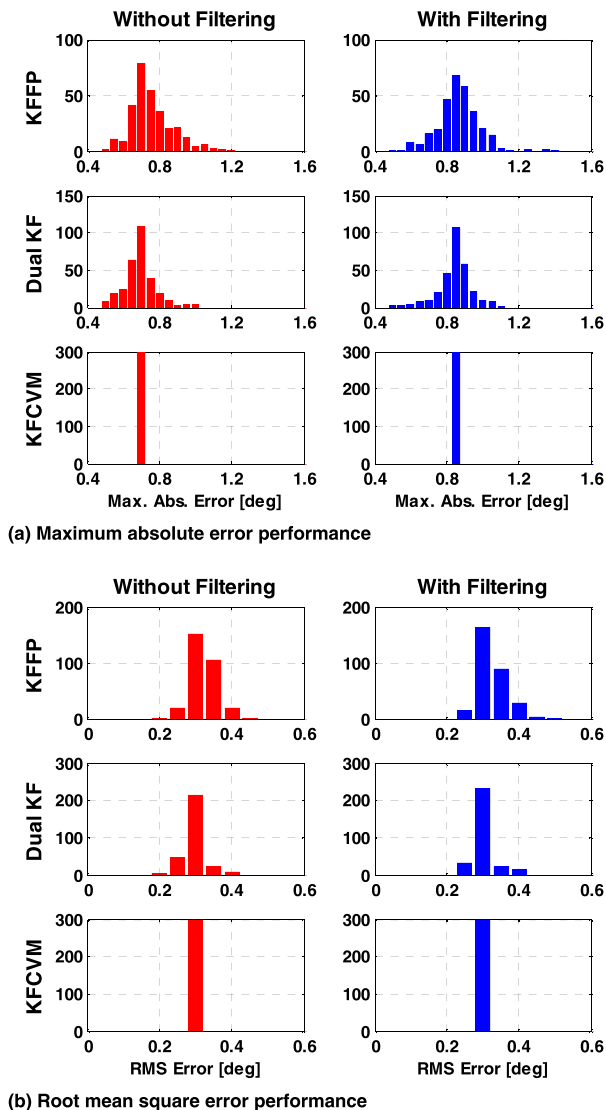 Without Filtering
With Filtering
KFFP
100
50
0
0.4 0.8 1.2 1.6
100
50
0
0.4 0.8 1.2 1.6
Dual KF
150
100
50
0
0.4 0.8 1.2 1.6
150
100
50
0
0.4 0.8 1.2 1.6
KFCVM
300
200
100
0
0.4 0.8 1.2 1.6
Max. Abs. Error [deg]
300
200
100
0
0.4 0.8 1.2 1.6
Max. Abs. Error [deg]
(a) Maximum absolute error performance
Without Filtering
With Filtering
KFFP
200
100
0
0 0.2 0.4 0.6
200
100
0
0 0.2 0.4 0.6
Dual KF
300
200
100
0
0 0.2 0.4 0.6
300
200
100
0
0 0.2 0.4 0.6
KFCVM
300
200
100
0
0 0.2 0.4 0.6
RMS Error [deg]
300
200
100
0
0 0.2 0.4 0.6
RMS Error [deg]
(b) Root mean square error performance